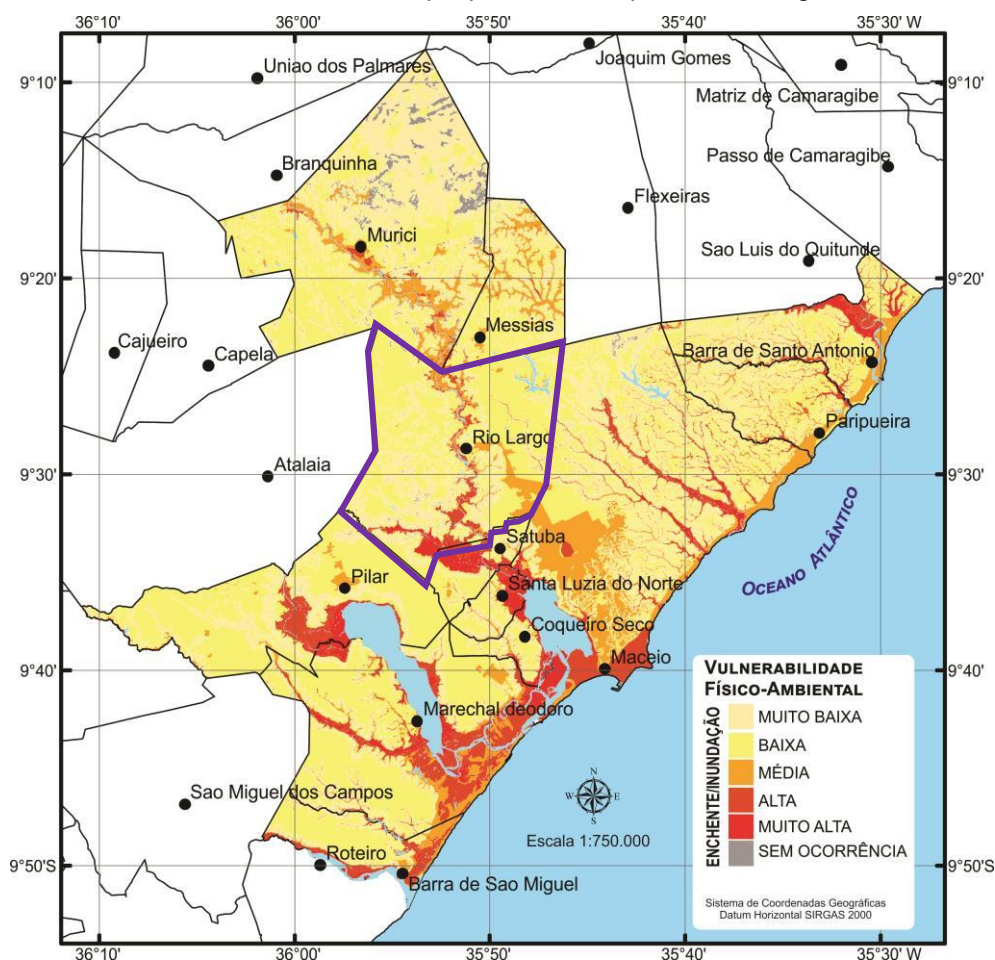 36°10'
36°00'
35°50'
35°40'
35°30' W
Joaquim Gomes
Uniao dos Palmares
9°10'
9°10'
Matriz de Camaragibe
Passo de Camaragibe
Branquinha
Flexeiras
Murici
Sao Luis do Quitunde
9°20'
9°20'
Messias
Cajueiro
Capela
Barra de Santo Antonio
Paripueira
Rio Largo
Atalaia
9°30'
9°30'
Satuba
OCEANO ATLÂNTICO
Pilar
Santa Luzia do Norte
Coqueiro Seco
Maceio
9°40'
9°40'
Marechal deodoro
Sao Miguel dos Campos
Roteiro
Barra de Sao Miguel
9°50'S
9°50'S
N
W
E
S
Escala 1:750.000
VULNERABILIDADE
FÍSICO-AMBIENTAL
ENCHENTE/INUNDAÇÃO
MUITO BAIXA
BAIXA
MÉDIA
ALTA
MUITO ALTA
SEM OCORRÊNCIA
Sistema de Coordenadas Geográficas
Datum Horizontal SIRGAS 2000
36°10'
36°00'
35°50'
35°40'
35°30' W